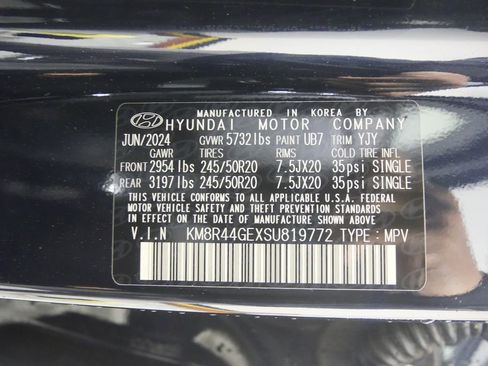 MANUFACTURED IN KOREA BY
HYUNDAI MOTOR COMPANY
JUN/2024 GVWR 5732lbs PAINT UB7 TRIM YJY
GAWR TIRES RIMS COLD TIRE INFL
FRONT 2954lbs 245/50R20 7.5JX20 35psi SINGLE
REAR 3197lbs 245/50R20 7.5JX20 35psi SINGLE
THIS VEHICLE CONFORMS TO ALL APPLICABLE U.S.A. FEDERAL
MOTOR VEHICLE SAFETY AND THEFT PREVENTION STANDARDS
IN EFFECT ON THE DATE OF MANUFACTURE SHOWN ABOVE.
V.I.N KM8R44GEXSU819772 TYPE : MPV